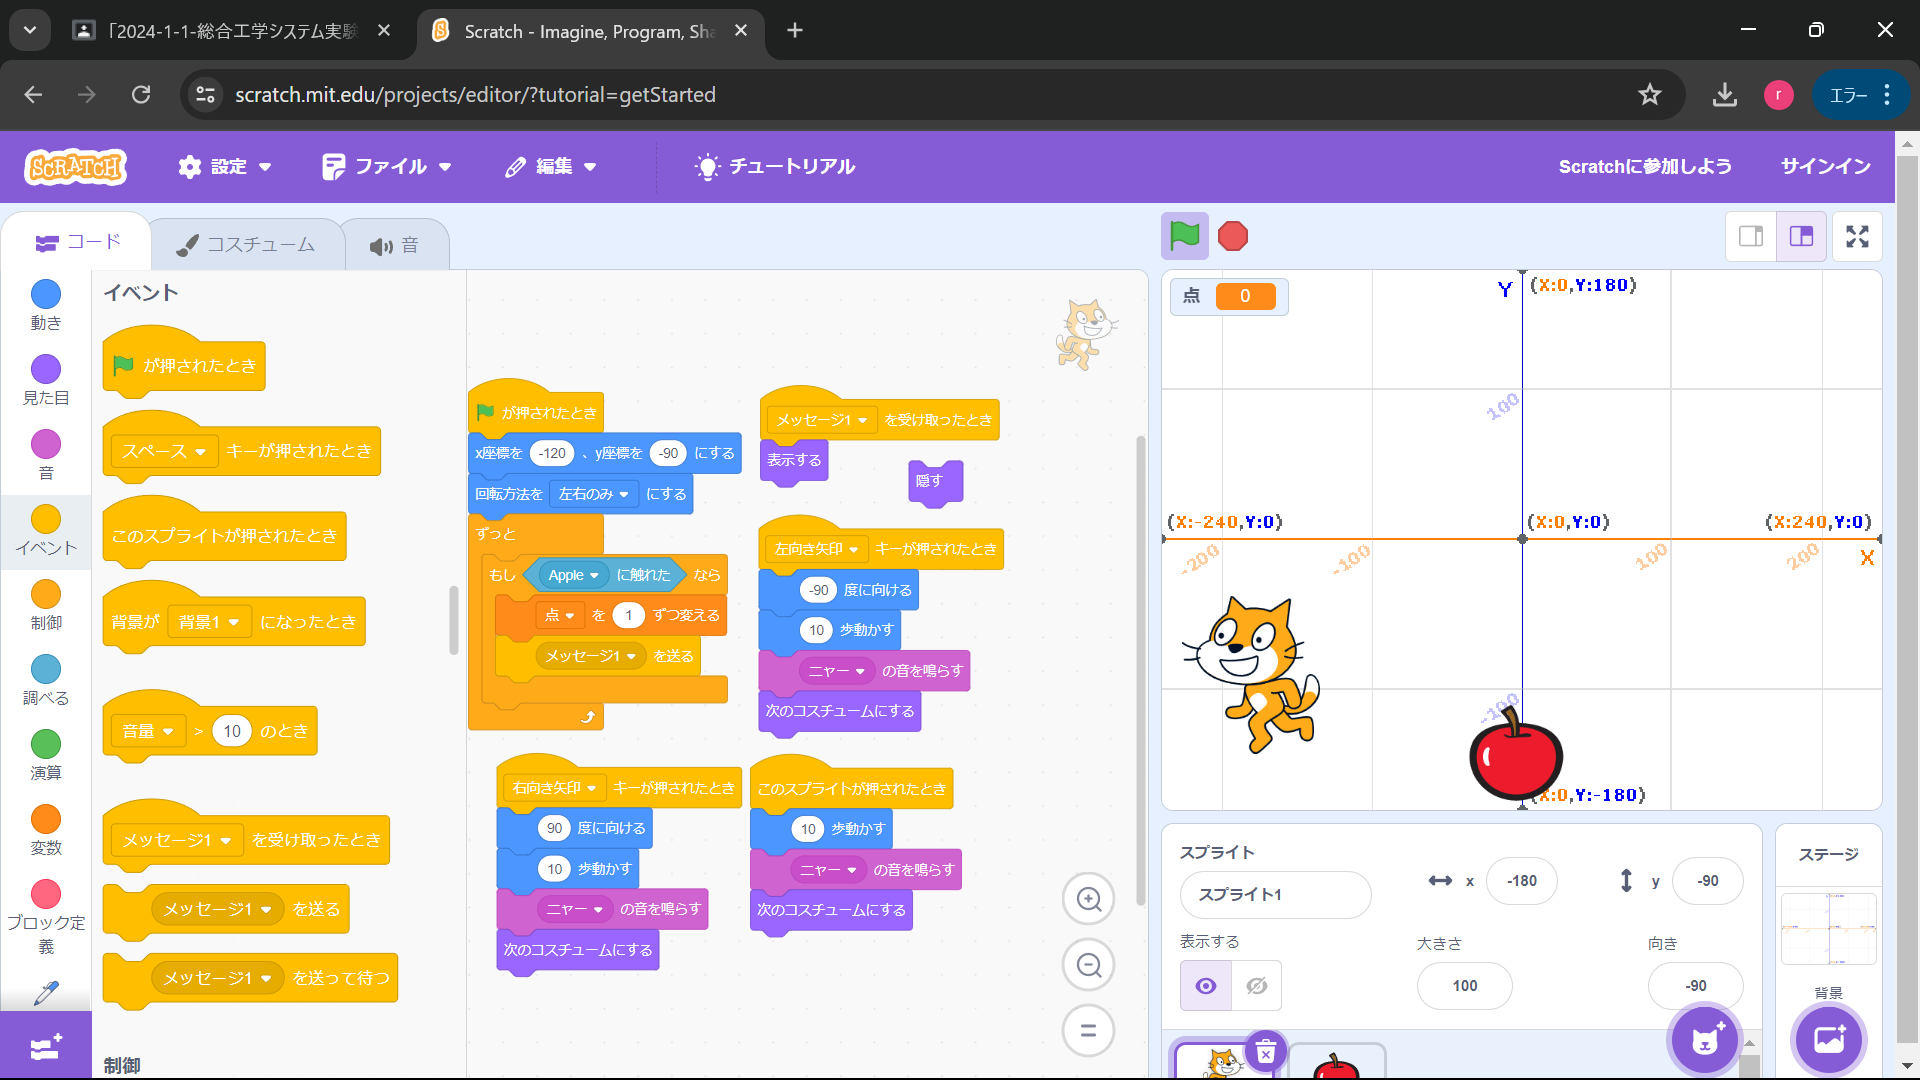 「2024-1-1-総合工学システム実験
Scratch - Imagine, Program, Sha
scratch.mit.edu/projects/editor/?tutorial=getStarted
r
エラー
SCRATCH
設定
ファイル
編集
チュートリアル
Scratchに参加しよう
サインイン
コード
コスチューム
音
動き
見た目
音
イベント
制御
調べる
演算
変数
ブロック定
義
イベント
が押されたとき
スペース キーが押されたとき
このスプライトが押されたとき
背景が 背景1 になったとき
音量 > 10 のとき
メッセージ1 を受け取ったとき
メッセージ1 を送る
メッセージ1 を送って待つ
制御
が押されたとき
x座標を -120 、y座標を -90 にする
回転方法を 左右のみ にする
ずっと
もし Apple に触れた なら
点 を 1 ずつ変える
メッセージ1 を送る
メッセージ1 を受け取ったとき
表示する
隠す
左向き矢印 キーが押されたとき
-90 度に向ける
10 歩動かす
ニャー の音を鳴らす
次のコスチュームにする
右向き矢印 キーが押されたとき
90 度に向ける
10 歩動かす
ニャー の音を鳴らす
次のコスチュームにする
このスプライトが押されたとき
10 歩動かす
ニャー の音を鳴らす
次のコスチュームにする
点 0
Y (X:0,Y:180)
100
(X:-240,Y:0) (X:0,Y:0) (X:240,Y:0)
-200 -100 100 200 X
-100
(X:0,Y:-180)
スプライト
スプライト1
x -180
y -90
表示する
大きさ
100
向き
-90
ステージ
背景